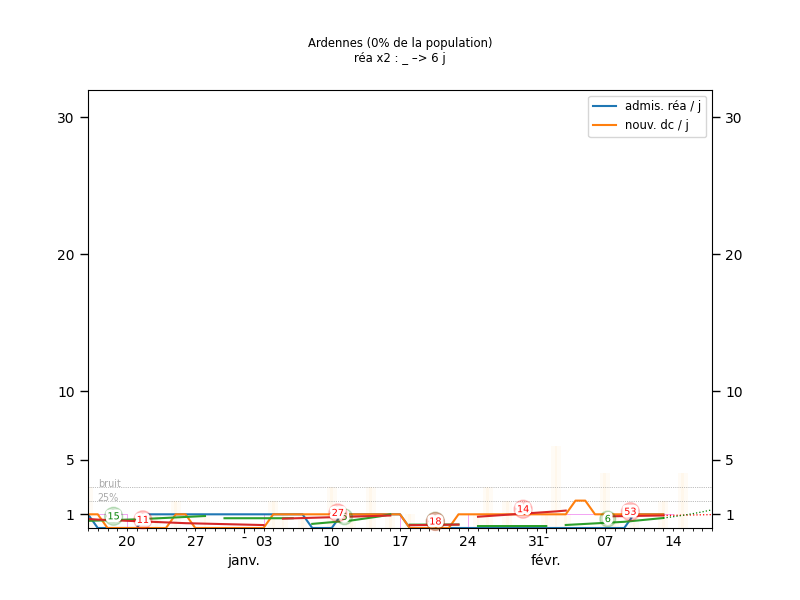 Ardennes (0% de la population)
réa x2 : _ –> 6 j
admis. réa / j
nouv. dc / j
30 30
20 20
10 10
5 5
bruit
25%
1 1
15 11 27 18 14 6 53
20 27 - 03 10 17 24 31 07 14
janv. févr.